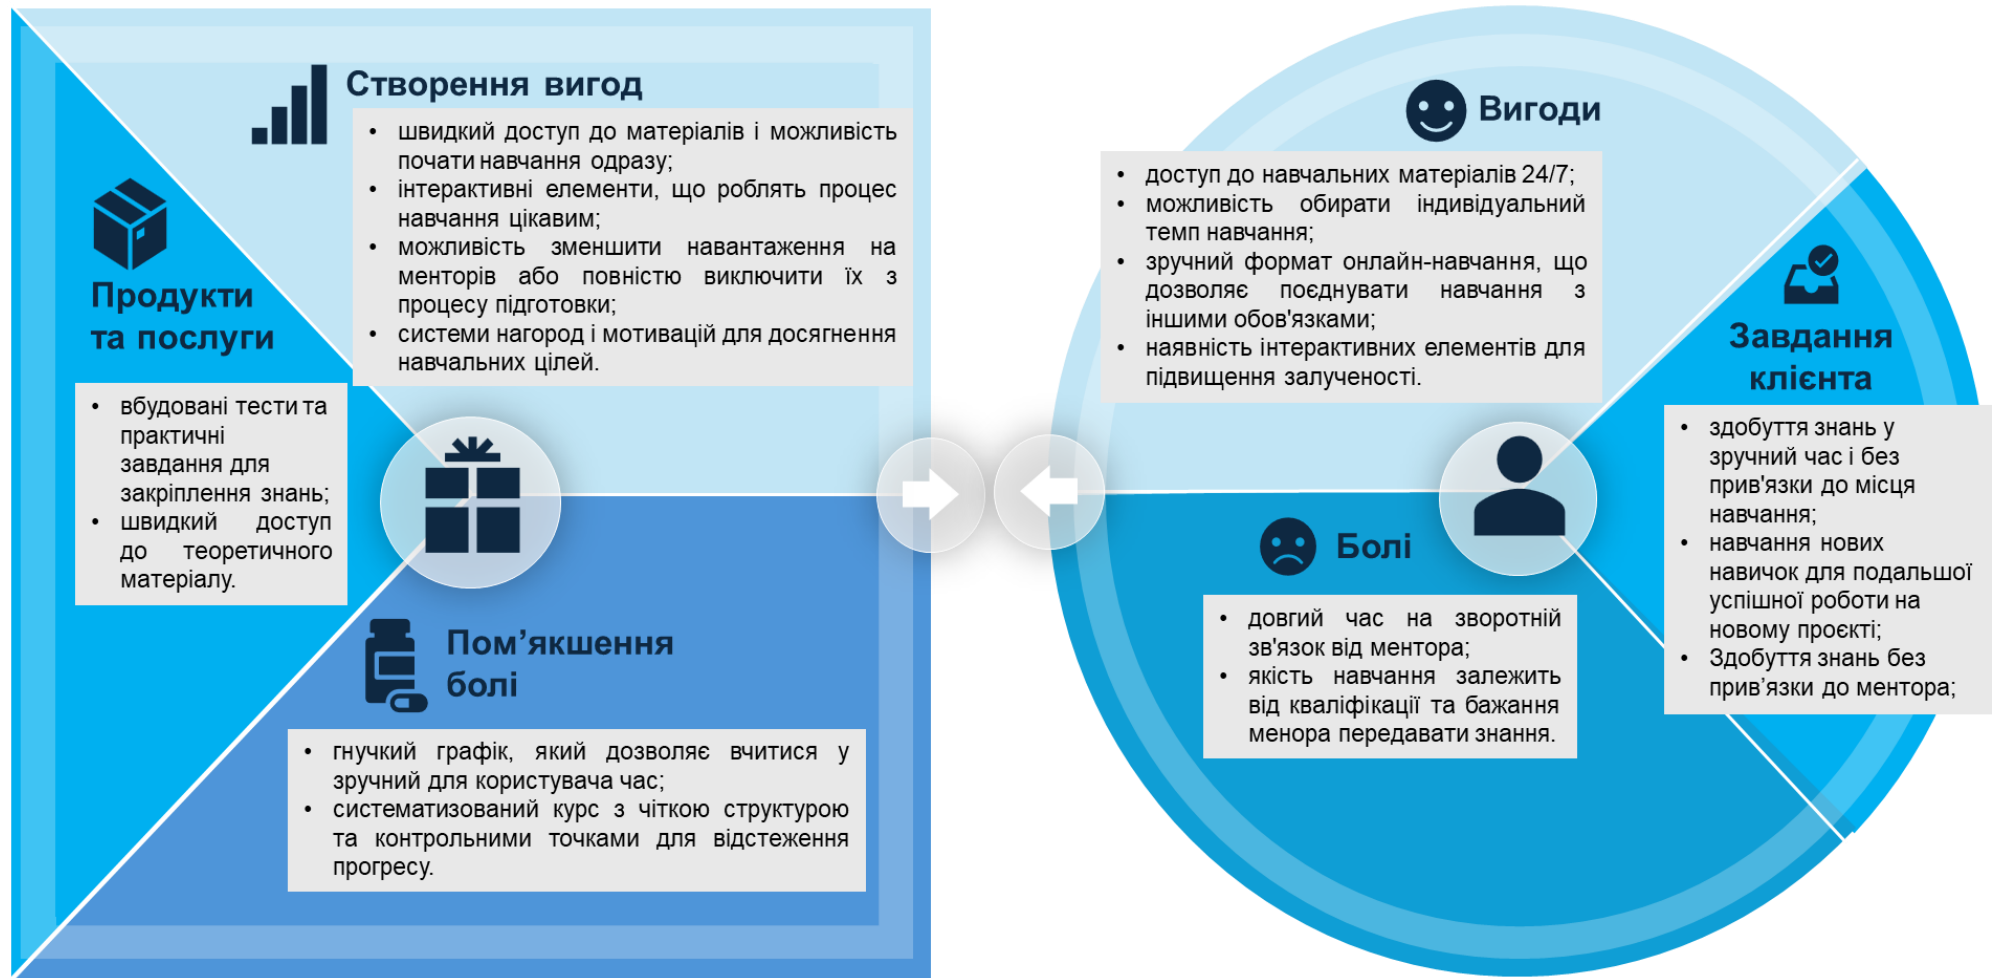 Створення вигод
• швидкий доступ до матеріалів і можливість
почати навчання одразу;
• інтерактивні елементи, що роблять процес
навчання цікавим;
• можливість зменшити навантаження на
менторів або повністю виключити їх з
процесу підготовки;
• системи нагород і мотивацій для досягнення
навчальних цілей.
Продукти
та послуги
• вбудовані тести та
практичні
завдання для
закріплення знань;
• швидкий доступ
до теоретичного
матеріалу.
Пом’якшення
болі
• гнучкий графік, який дозволяє вчитися у
зручний для користувача час;
• систематизований курс з чіткою структурою
та контрольними точками для відстеження
прогресу.
Вигоди
• доступ до навчальних матеріалів 24/7;
• можливість обирати індивідуальний
темп навчання;
• зручний формат онлайн-навчання, що
дозволяє поєднувати навчання з
іншими обов'язками;
• наявність інтерактивних елементів для
підвищення залученості.
Завдання
клієнта
• здобуття знань у
зручний час і без
прив'язки до місця
навчання;
• навчання нових
навичок для подальшої
успішної роботи на
новому проєкті;
• Здобуття знань без
прив’язки до ментора;
Болі
• довгий час на зворотній
зв'язок від ментора;
• якість навчання залежить
від кваліфікації та бажання
менора передавати знання.